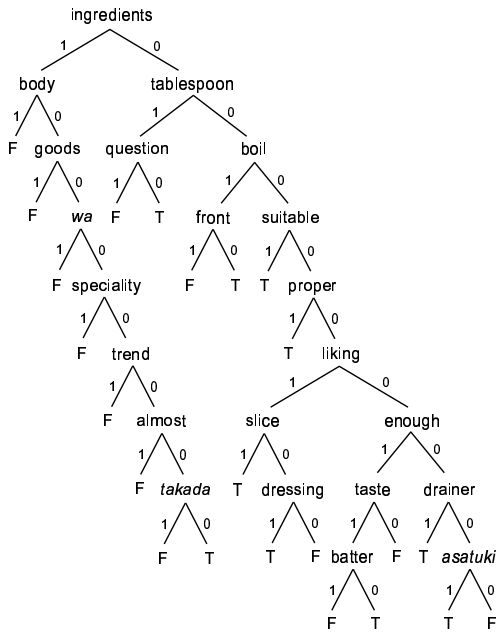 ingredients
1 0
body tablespoon
1 0 1 0
F goods question boil
1 0 1 0 1 0
F wa F T front suitable
1 0 1 0 1 0
F speciality F T T proper
1 0 1 0
F trend T liking
1 0 1 0
F almost slice enough
1 0 1 0 1 0
F takada T dressing taste drainer
1 0 1 0 1 0 1 0
F T T F batter F T asatuki
1 0 1 0
F T T F